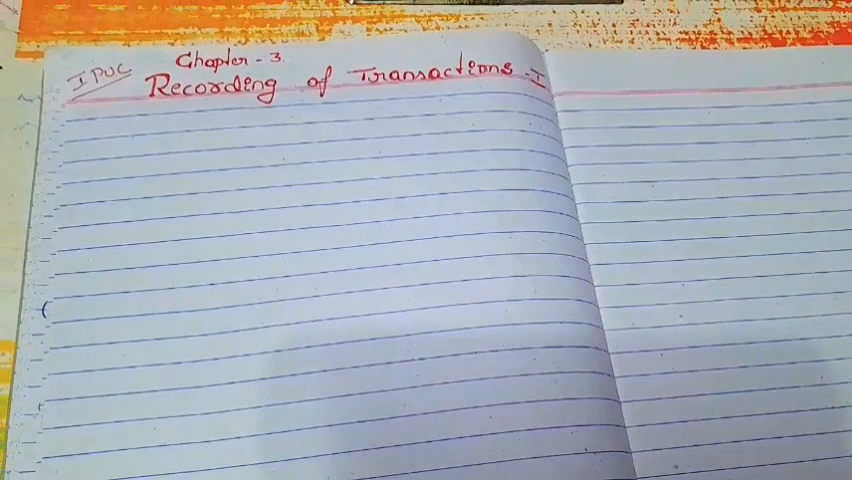 I PUC
Chapter - 3
Recording of Transactions - I